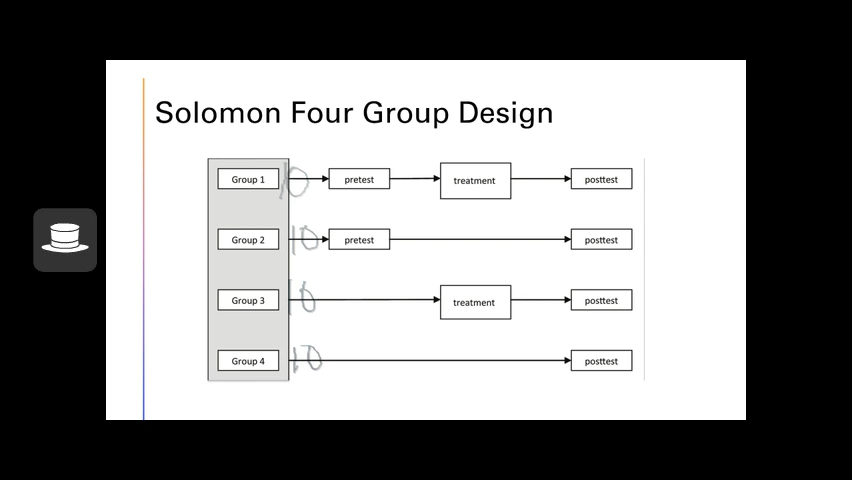 Solomon Four Group Design
Group 1 10 pretest treatment posttest
Group 2 10 pretest posttest
Group 3 10 treatment posttest
Group 4 10 posttest